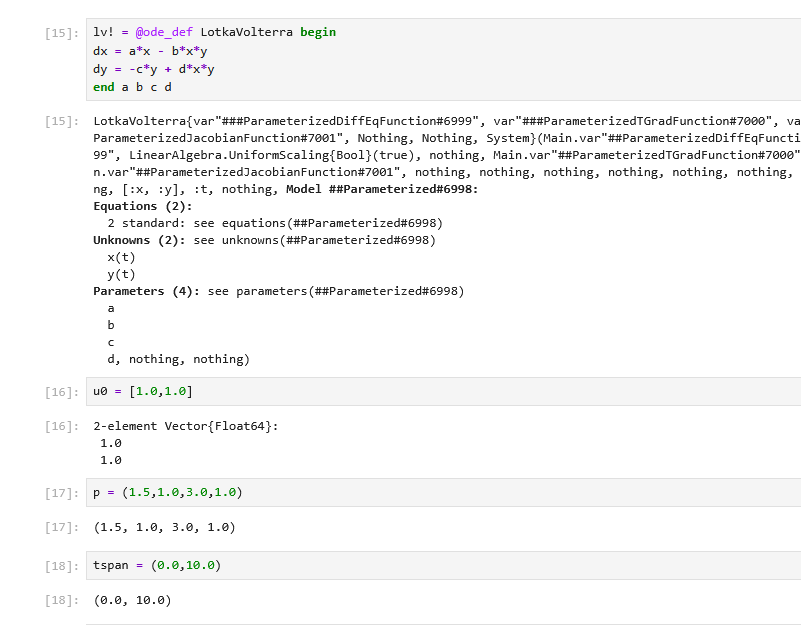 [15]: lv! = @ode_def LotkaVolterra begin
dx = a*x - b*x*y
dy = -c*y + d*x*y
end a b c d
[15]: LotkaVolterra{var"###ParameterizedDiffEqFunction#6999", var"###ParameterizedTGradFunction#7000", va
ParameterizedJacobianFunction#7001", Nothing, Nothing, System}(Main.var"##ParameterizedDiffEqFuncti
99", LinearAlgebra.UniformScaling{Bool}(true), nothing, Main.var"##ParameterizedTGradFunction#7000"
n.var"##ParameterizedJacobianFunction#7001", nothing, nothing, nothing, nothing, nothing, nothing,
ng, [:x, :y], :t, nothing, Model ##Parameterized#6998:
Equations (2):
2 standard: see equations(##Parameterized#6998)
Unknowns (2): see unknowns(##Parameterized#6998)
x(t)
y(t)
Parameters (4): see parameters(##Parameterized#6998)
a
b
c
d, nothing, nothing)
[16]: u0 = [1.0,1.0]
[16]: 2-element Vector{Float64}:
1.0
1.0
[17]: p = (1.5,1.0,3.0,1.0)
[17]: (1.5, 1.0, 3.0, 1.0)
[18]: tspan = (0.0,10.0)
[18]: (0.0, 10.0)